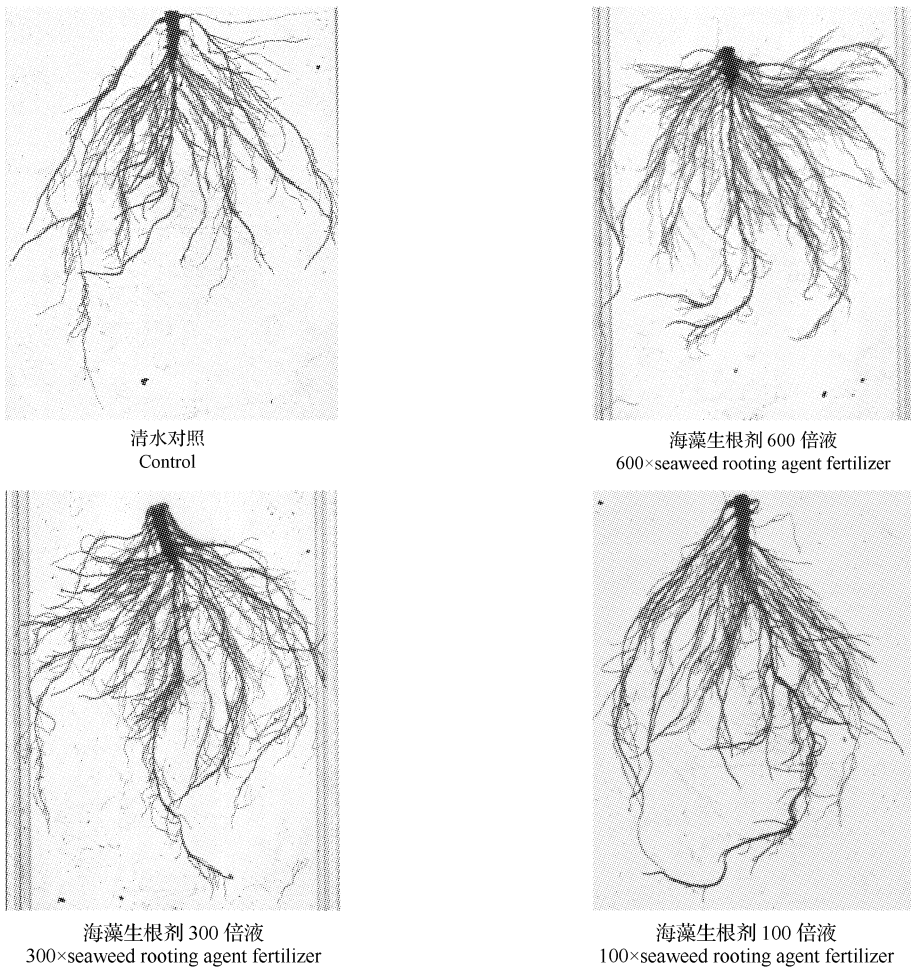 清水对照
Control
海藻生根剂 600 倍液
600×seaweed rooting agent fertilizer
海藻生根剂 300 倍液
300×seaweed rooting agent fertilizer
海藻生根剂 100 倍液
100×seaweed rooting agent fertilizer